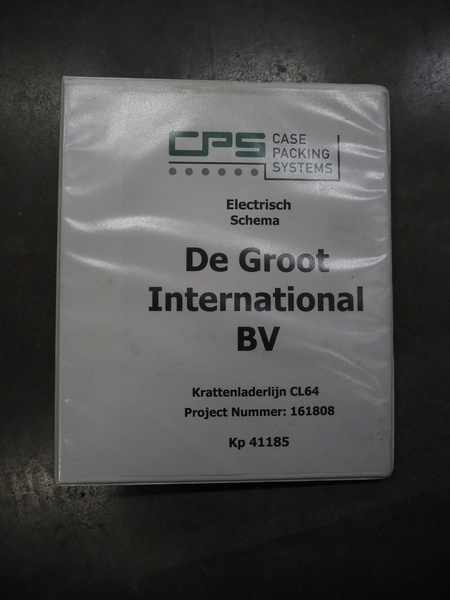 CPS CASE
PACKING
SYSTEMS
Electrisch
Schema
De Groot
International
BV
Krattenladerlijn CL64
Project Nummer: 161808
Kp 41185